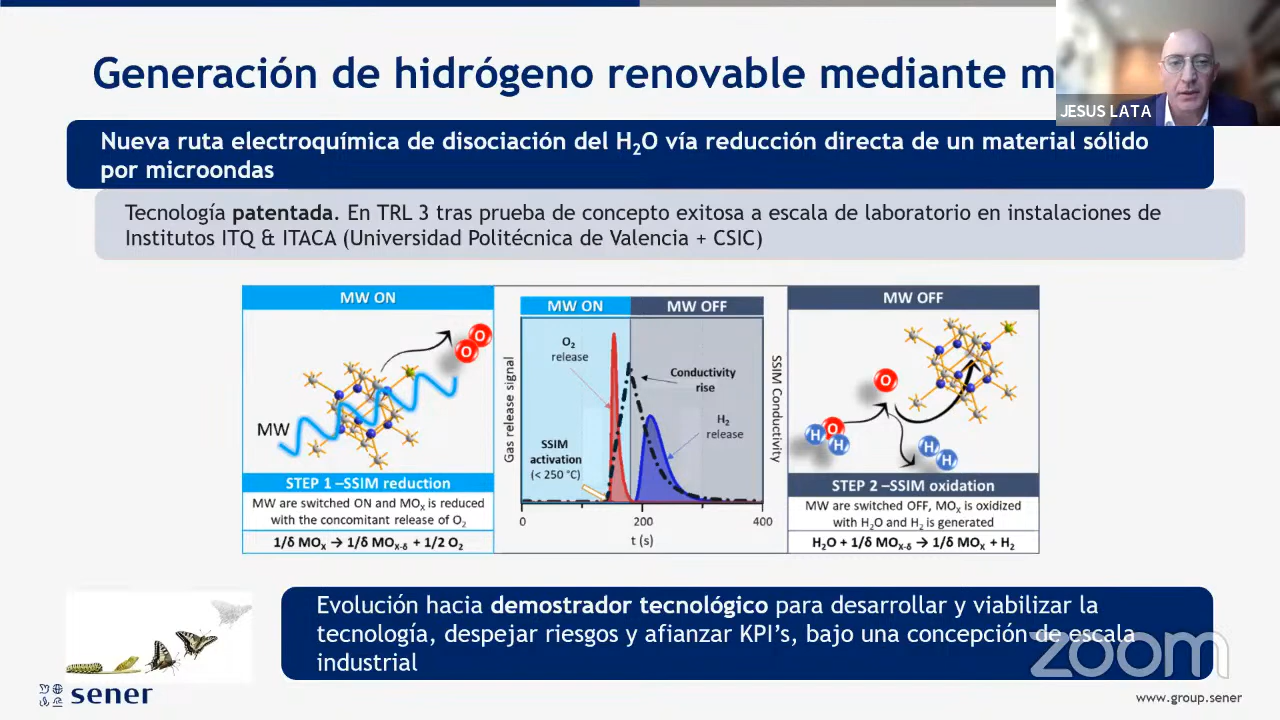 Generación de hidrógeno renovable mediante m
JESUS LATA
Nueva ruta electroquímica de disociación del H₂O vía reducción directa de un material sólido
por microondas
Tecnología patentada. En TRL 3 tras prueba de concepto exitosa a escala de laboratorio en instalaciones de
Institutos ITQ & ITACA (Universidad Politécnica de Valencia + CSIC)
MW ON
O
O
MW
STEP 1 –SSIM reduction
MW are switched ON and MOₓ is reduced
with the concomitant release of O₂
1/δ MOₓ → 1/δ MOₓ₋δ + 1/2 O₂
MW ON
MW OFF
Gas release signal
O₂
release
Conductivity
rise
H₂
release
SSIM
activation
(< 250 °C)
SSIM Conductivity
0
200
400
t (s)
MW OFF
O
O
H
H
H
H
STEP 2 –SSIM oxidation
MW are switched OFF, MOₓ is oxidized
with H₂O and H₂ is generated
H₂O + 1/δ MOₓ₋δ → 1/δ MOₓ + H₂
Evolución hacia demostrador tecnológico para desarrollar y viabilizar la
tecnología, despejar riesgos y afianzar KPI’s, bajo una concepción de escala
industrial
zoom
sener
www.group.sener